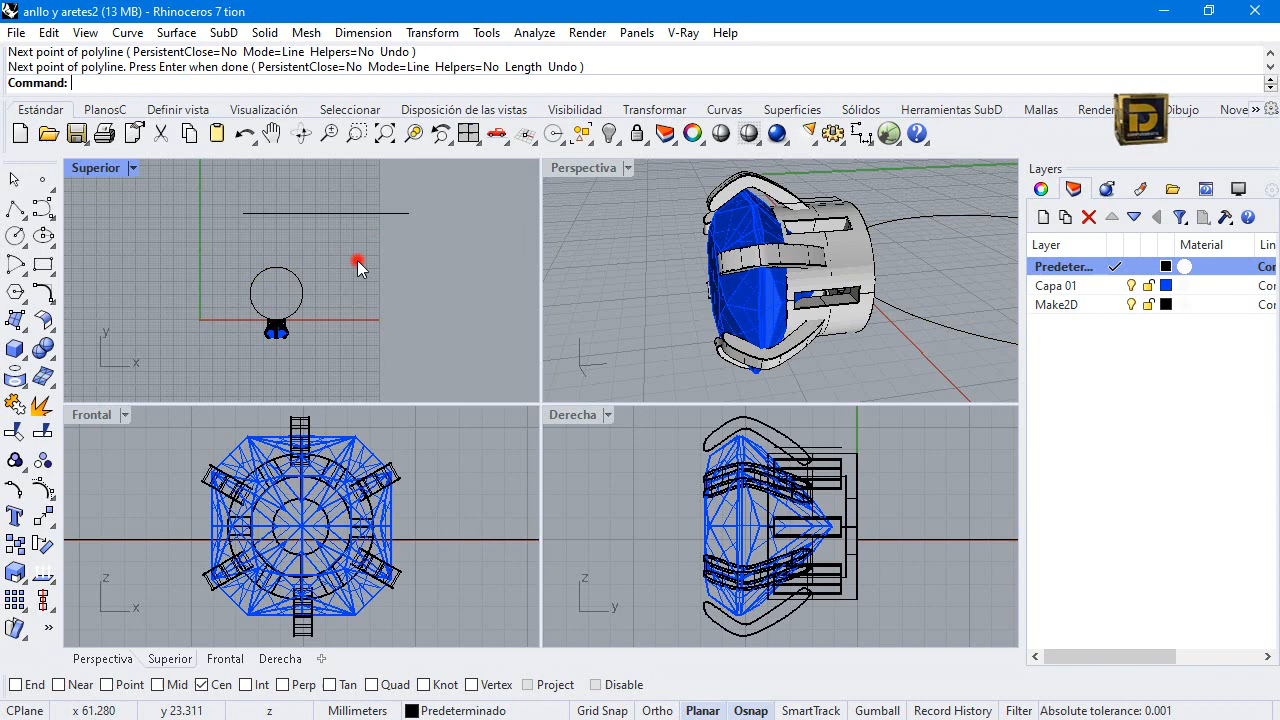 anllo y aretes2 (13 MB) - Rhinoceros 7 tion
File Edit View Curve Surface SubD Solid Mesh Dimension Transform Tools Analyze Render Panels V-Ray Help
Next point of polyline ( PersistentClose=No Mode=Line Helpers=No Undo )
Next point of polyline. Press Enter when done ( PersistentClose=No Mode=Line Helpers=No Length Undo )
Command:
Estándar PlanosC Definir vista Visualización Seleccionar Disposición de las vistas Visibilidad Transformar Curvas Superficies Sólidos Herramientas SubD Mallas Render Dibujo Nove »
Layers
Superior Perspectiva
Layer Material Lin
Predeter... Cor
Capa 01 Cor
Make2D Cor
y x
Frontal Derecha
z x z y
Perspectiva Superior Frontal Derecha
End Near Point Mid Cen Int Perp Tan Quad Knot Vertex Project Disable
CPlane x 61.280 y 23.311 z Millimeters Predeterminado Grid Snap Ortho Planar Osnap SmartTrack Gumball Record History Filter Absolute tolerance: 0.001